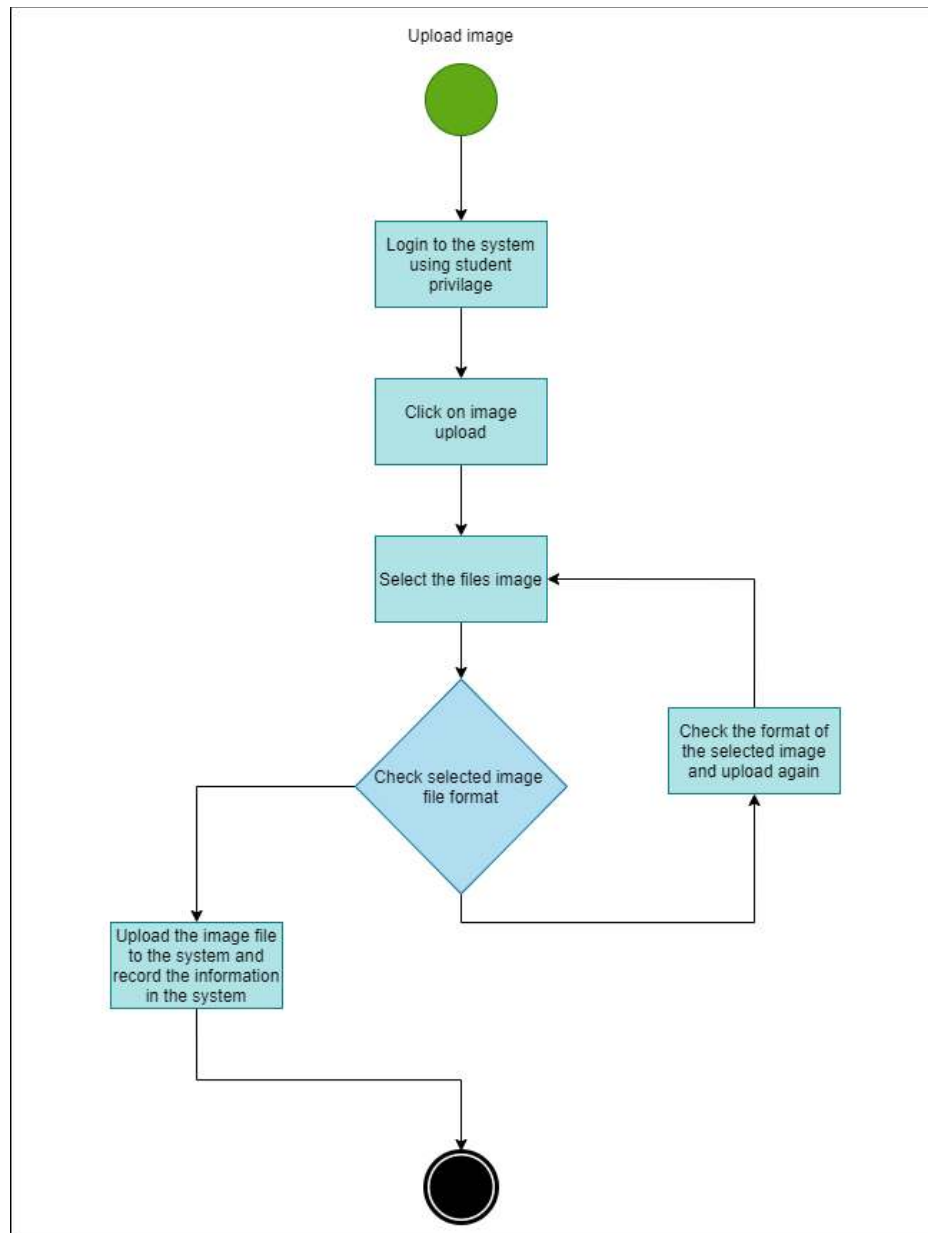 Upload image
Login to the system
using student
privilage
Click on image
upload
Select the files image
Check selected image
file format
Check the format of
the selected image
and upload again
Upload the image file
to the system and
record the information
in the system